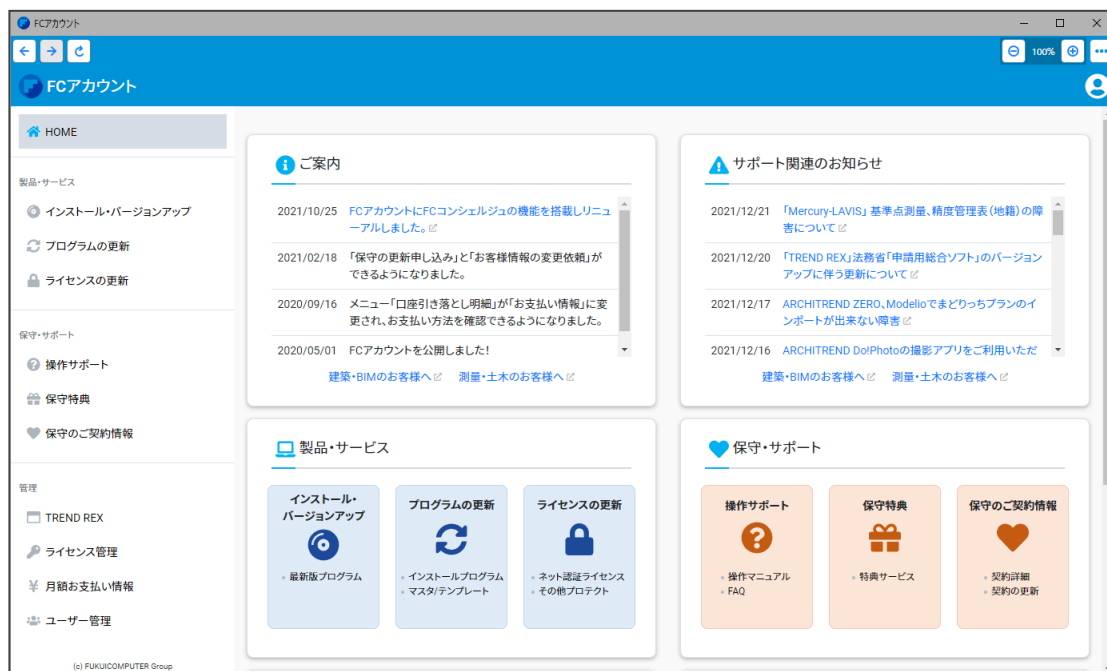 FCアカウント
100%
FCアカウント
HOME
製品・サービス
インストール・バージョンアップ
プログラムの更新
ライセンスの更新
保守・サポート
操作サポート
保守特典
保守のご契約情報
管理
TREND REX
ライセンス管理
月額お支払い情報
ユーザー管理
(c) FUKUICOMPUTER Group
ご案内
2021/10/25 FCアカウントにFCコンシェルジュの機能を搭載しリニュ
ーアルしました。
2021/02/18 「保守の更新申し込み」と「お客様情報の変更依頼」が
できるようになりました。
2020/09/16 メニュー「口座引き落とし明細」が「お支払い情報」に変
更され、お支払い方法を確認できるようになりました。
2020/05/01 FCアカウントを公開しました!
建築・BIMのお客様へ 測量・土木のお客様へ
サポート関連のお知らせ
2021/12/21 「Mercury-LAVIS」 基準点測量、精度管理表(地籍)の障
害について
2021/12/20 「TREND REX」法務省「申請用総合ソフト」のバージョン
アップに伴う更新について
2021/12/17 ARCHITREND ZERO、Modelioでまどりっちプランのイ
ンポートが出来ない障害
2021/12/16 ARCHITREND Do!Photoの撮影アプリをご利用いただ
建築・BIMのお客様へ 測量・土木のお客様へ
製品・サービス
インストール・
バージョンアップ
最新版プログラム
プログラムの更新
インストールプログラム
マスタ/テンプレート
ライセンスの更新
ネット認証ライセンス
その他プロテクト
保守・サポート
操作サポート
操作マニュアル
FAQ
保守特典
特典サービス
保守のご契約情報
契約詳細
契約の更新